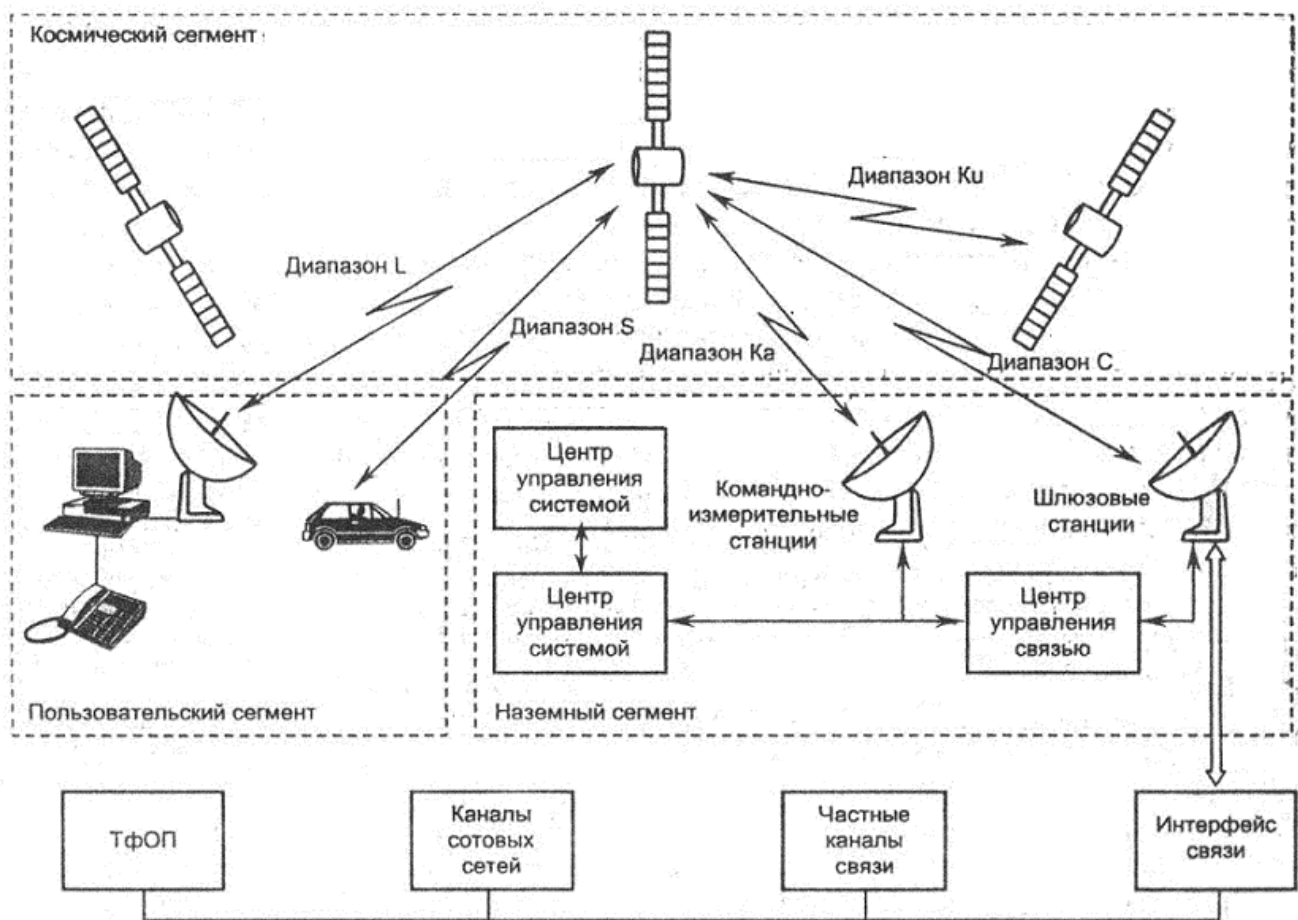 Космический сегмент
Диапазон Ku
Диапазон L
Диапазон S
Диапазон Ka
Диапазон C
Центр
управления
системой
Командно-
измерительные
станции
Шлюзовые
станции
Центр
управления
системой
Центр
управления
связью
Пользовательский сегмент
Наземный сегмент
ТфОП
Каналы
сотовых
сетей
Частные
каналы
связи
Интерфейс
связи